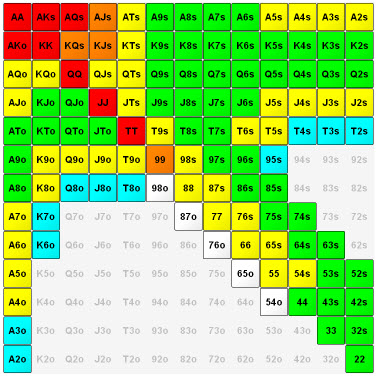 AA AKs AQs AJs ATs A9s A8s A7s A6s A5s A4s A3s A2s
AKo KK KQs KJs KTs K9s K8s K7s K6s K5s K4s K3s K2s
AQo KQo QQ QJs QTs Q9s Q8s Q7s Q6s Q5s Q4s Q3s Q2s
AJo KJo QJo JJ JTs J9s J8s J7s J6s J5s J4s J3s J2s
ATo KTo QTo JTo TT T9s T8s T7s T6s T5s T4s T3s T2s
A9o K9o Q9o J9o T9o 99 98s 97s 96s 95s 94s 93s 92s
A8o K8o Q8o J8o T8o 98o 88 87s 86s 85s 84s 83s 82s
A7o K7o Q7o J7o T7o 97o 87o 77 76s 75s 74s 73s 72s
A6o K6o Q6o J6o T6o 96o 86o 76o 66 65s 64s 63s 62s
A5o K5o Q5o J5o T5o 95o 85o 75o 65o 55 54s 53s 52s
A4o K4o Q4o J4o T4o 94o 84o 74o 64o 54o 44 43s 42s
A3o K3o Q3o J3o T3o 93o 83o 73o 63o 53o 43o 33 32s
A2o K2o Q2o J2o T2o 92o 82o 72o 62o 52o 42o 32o 22